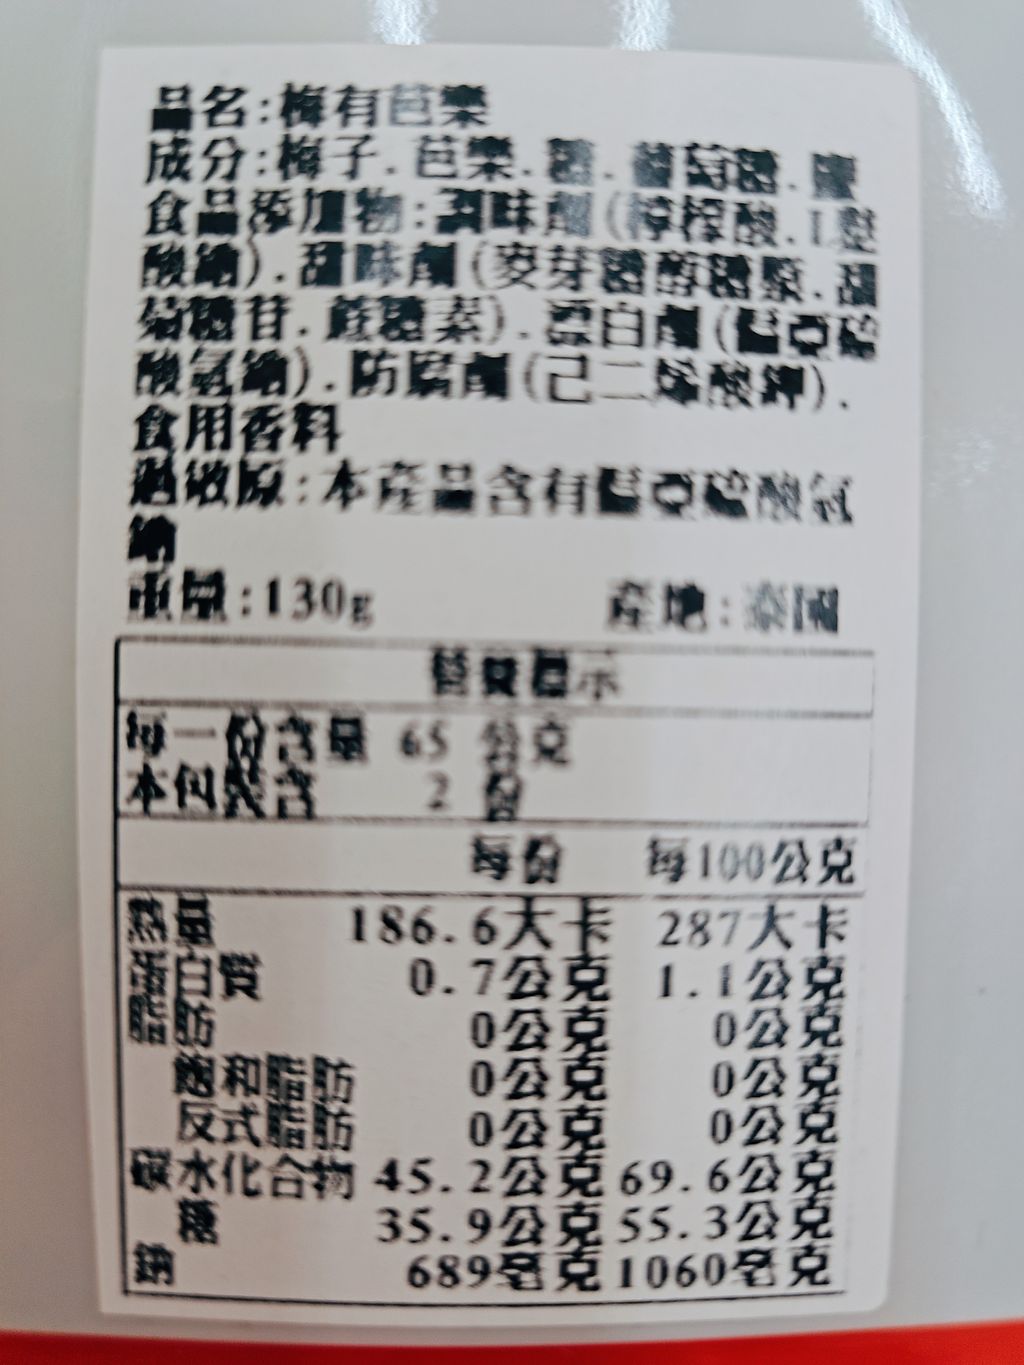 品名:梅有芭樂
成分:梅子.芭樂.糖.葡萄糖.鹽
食品添加物:調味劑(檸檬酸.L麩
酸鈉).甜味劑(麥芽糖醇糖漿.甜
菊糖苷.蔗糖素).漂白劑(偏亞硫
酸氫鈉).防腐劑(己二烯酸鉀).
食用香料
過敏原:本產品含有偏亞硫酸氫
鈉
重量:130g 產地:泰國
營養標示
每一份含量 65 公克
本包裝含 2 份
每份 每100公克
熱量 186.6大卡 287大卡
蛋白質 0.7公克 1.1公克
脂肪 0公克 0公克
飽和脂肪 0公克 0公克
反式脂肪 0公克 0公克
碳水化合物 45.2公克 69.6公克
糖 35.9公克 55.3公克
鈉 689毫克 1060毫克